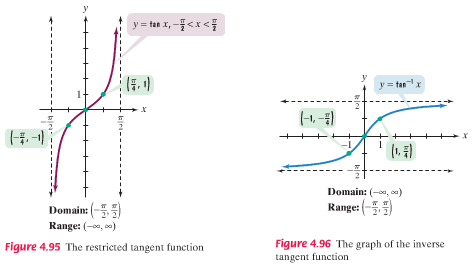 y
y = tan x, -π/2 < x < π/2
(π/4, 1)
1
x
-π/2
π/2
(-π/4, -1)
Domain: (-π/2, π/2)
Range: (-∞, ∞)
Figure 4.95 The restricted tangent function
y
y = tan⁻¹ x
π/2
(-1, -π/4)
x
-1
1
(1, π/4)
-π/2
Domain: (-∞, ∞)
Range: (-π/2, π/2)
Figure 4.96 The graph of the inverse
tangent function